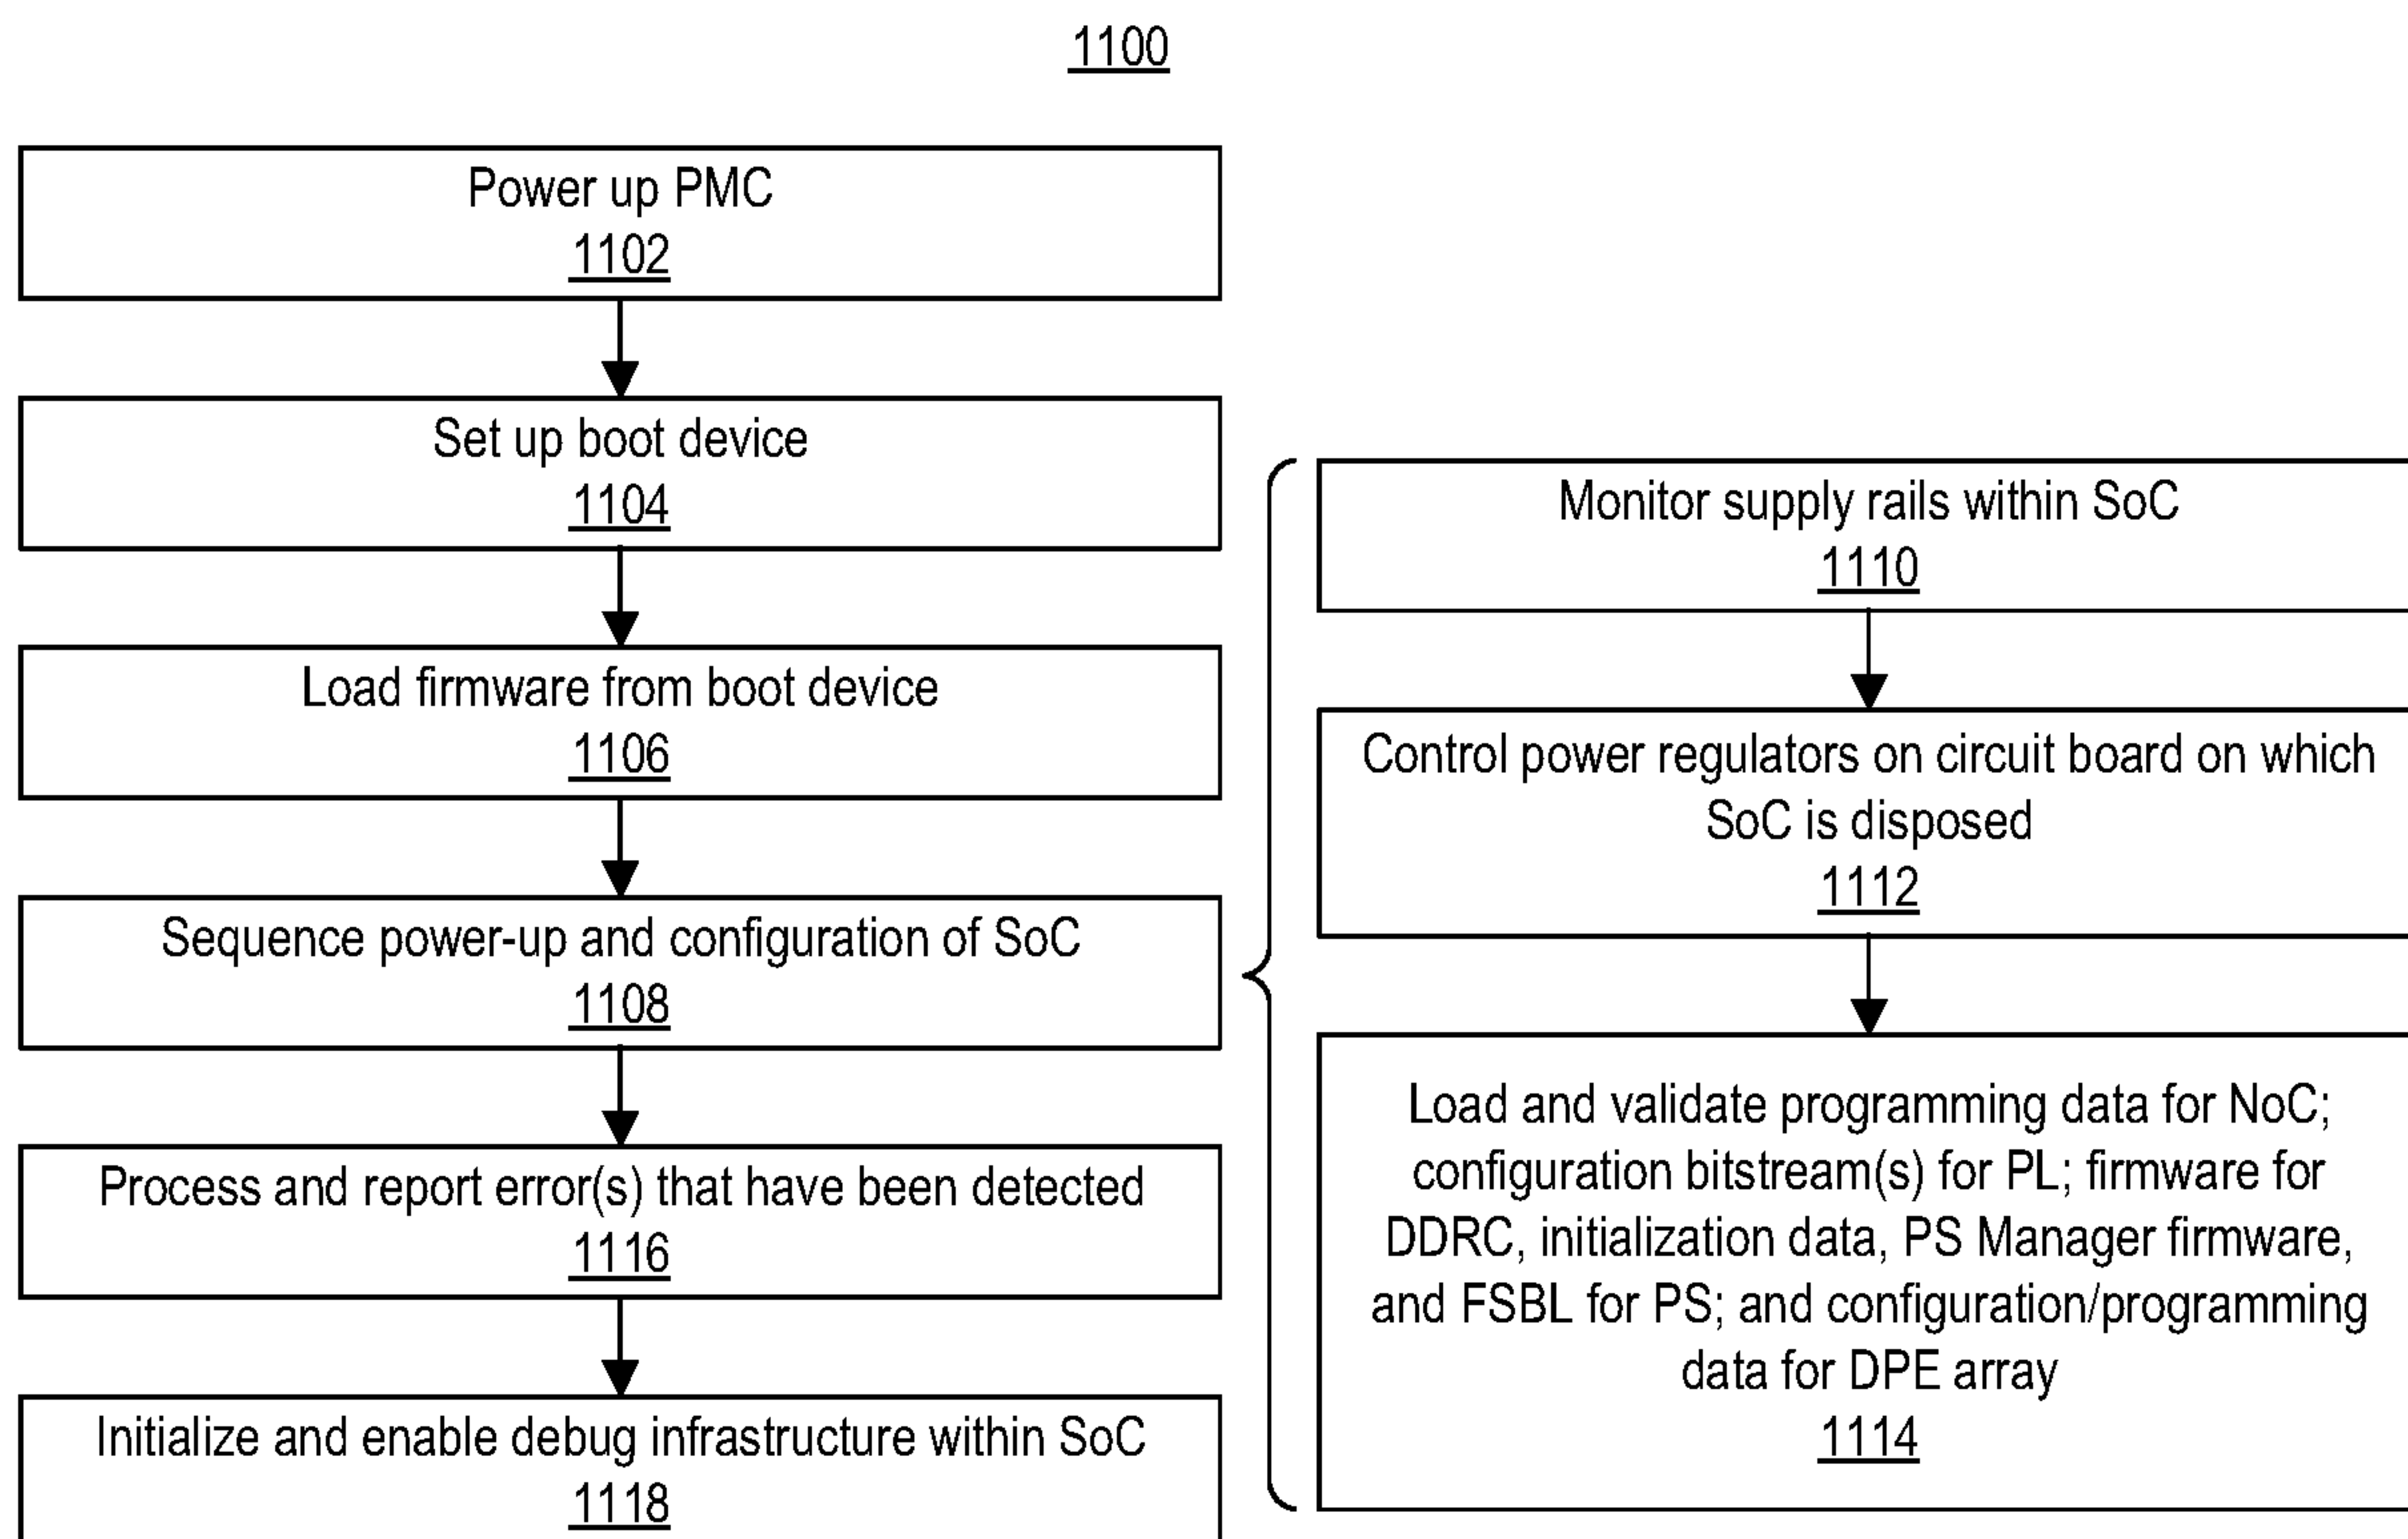 1100
Power up PMC
1102
Set up boot device
1104
Load firmware from boot device
1106
Sequence power-up and configuration of SoC
1108
Process and report error(s) that have been detected
1116
Initialize and enable debug infrastructure within SoC
1118
Monitor supply rails within SoC
1110
Control power regulators on circuit board on which
SoC is disposed
1112
Load and validate programming data for NoC;
configuration bitstream(s) for PL; firmware for
DDRC, initialization data, PS Manager firmware,
and FSBL for PS; and configuration/programming
data for DPE array
1114